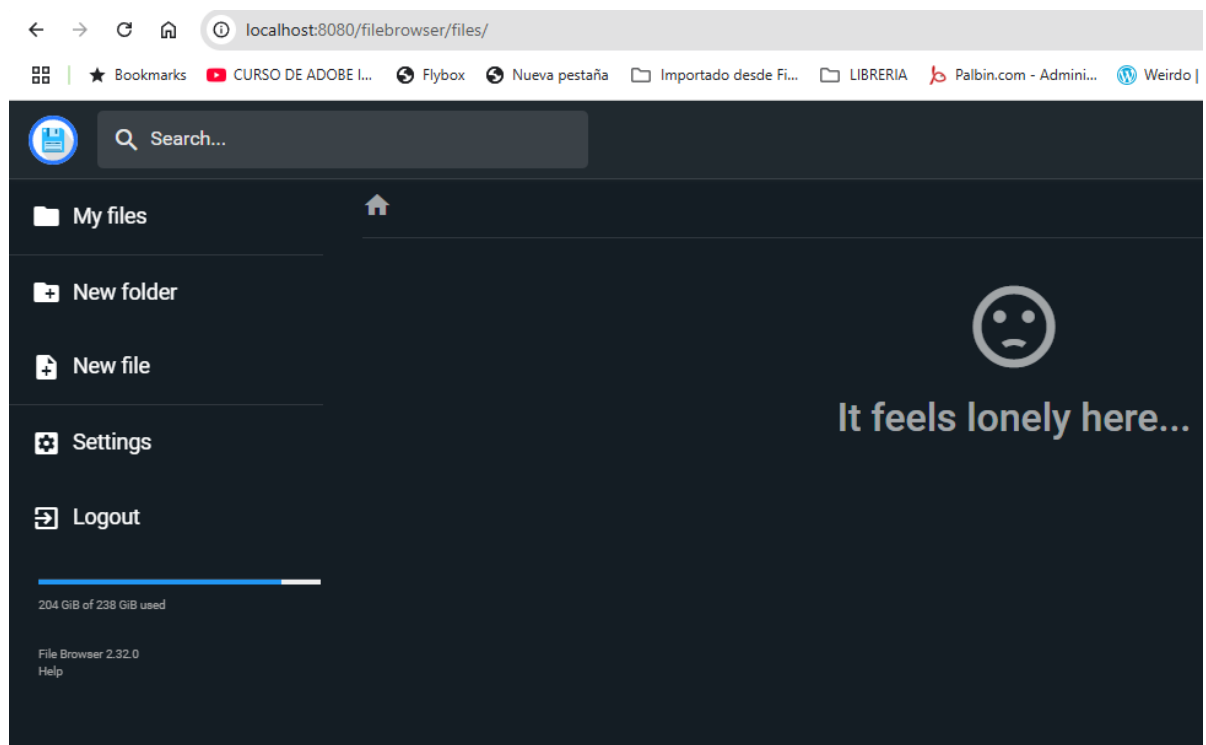 localhost:8080/filebrowser/files/
Bookmarks CURSO DE ADOBE I... Flybox Nueva pestaña Importado desde Fi... LIBRERIA Palbin.com - Admini... Weirdo |
Search...
My files
New folder
New file
Settings
Logout
204 GiB of 238 GiB used
File Browser 2.32.0
Help
It feels lonely here...